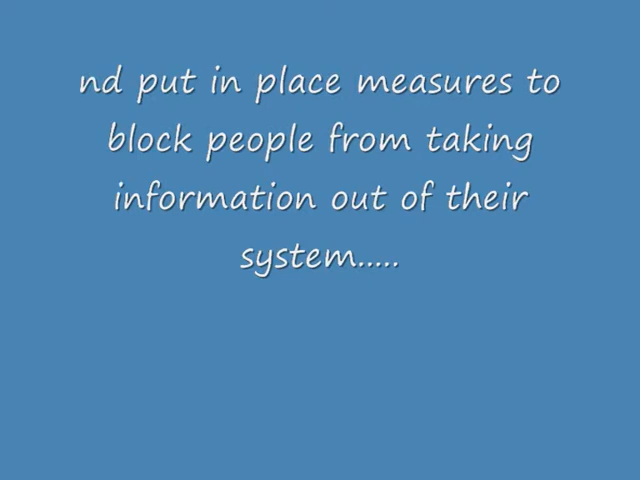 nd put in place measures to
block people from taking
information out of their
system.....